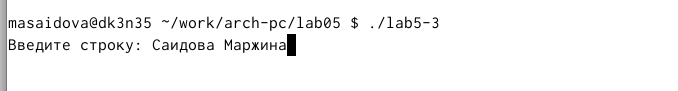 masaidova@dk3n35 ~/work/arch-pc/lab05 $ ./lab5-3
Введите строку: Саидова Маржина